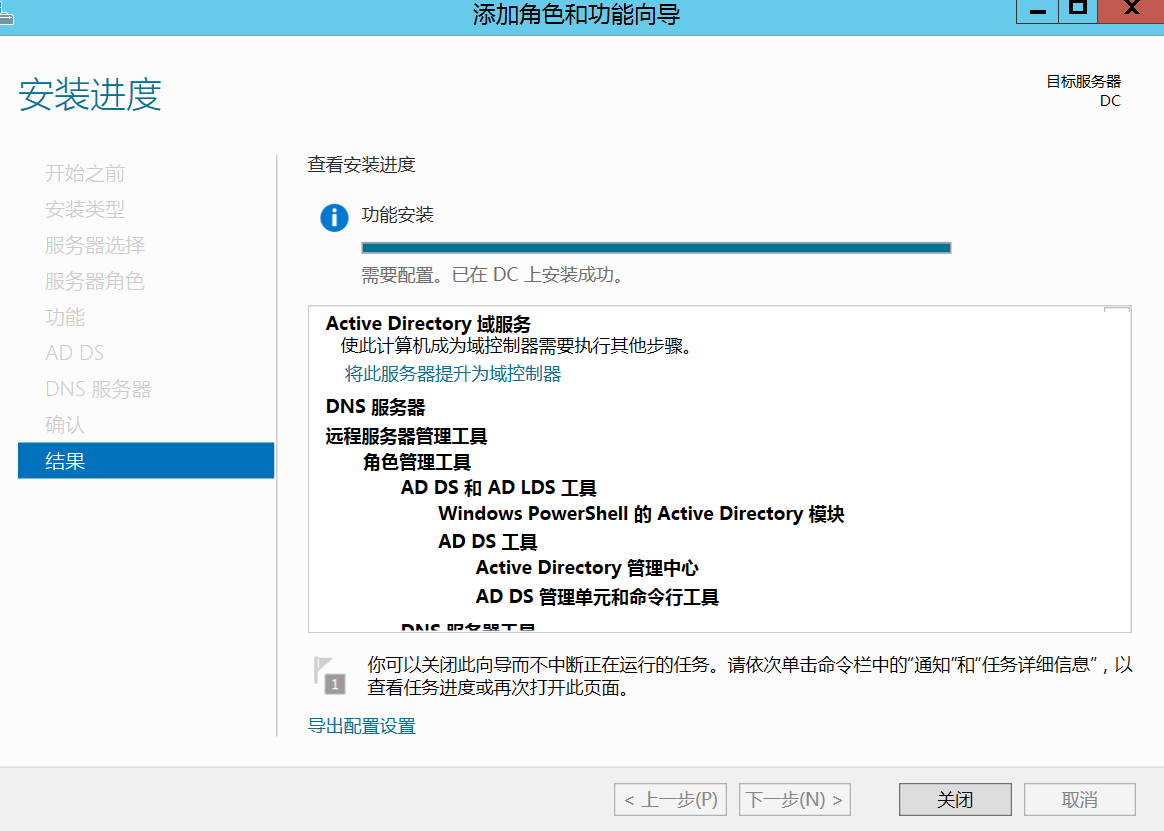 添加角色和功能向导
安装进度
目标服务器
DC
开始之前
安装类型
服务器选择
服务器角色
功能
AD DS
DNS 服务器
确认
结果
查看安装进度
功能安装
需要配置。已在 DC 上安装成功。
Active Directory 域服务
使此计算机成为域控制器需要执行其他步骤。
将此服务器提升为域控制器
DNS 服务器
远程服务器管理工具
角色管理工具
AD DS 和 AD LDS 工具
Windows PowerShell 的 Active Directory 模块
AD DS 工具
Active Directory 管理中心
AD DS 管理单元和命令行工具
DNS 服务器工具
1
你可以关闭此向导而不中断正在运行的任务。请依次单击命令栏中的“通知”和“任务详细信息”，以
查看任务进度或再次打开此页面。
导出配置设置
< 上一步(P)
下一步(N) >
关闭
取消